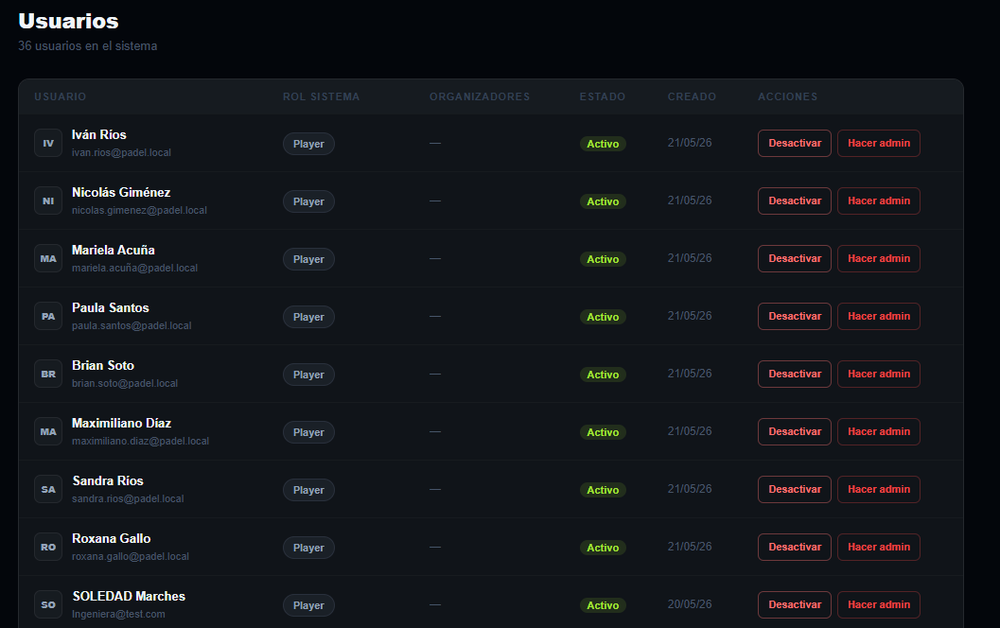 Usuarios
36 usuarios en el sistema
USUARIO ROL SISTEMA ORGANIZADORES ESTADO CREADO ACCIONES
IV Iván Ríos Player — Activo 21/05/26 Desactivar Hacer admin
ivan.rios@padel.local
NI Nicolás Giménez Player — Activo 21/05/26 Desactivar Hacer admin
nicolas.gimenez@padel.local
MA Mariela Acuña Player — Activo 21/05/26 Desactivar Hacer admin
mariela.acuña@padel.local
PA Paula Santos Player — Activo 21/05/26 Desactivar Hacer admin
paula.santos@padel.local
BR Brian Soto Player — Activo 21/05/26 Desactivar Hacer admin
brian.soto@padel.local
MA Maximiliano Díaz Player — Activo 21/05/26 Desactivar Hacer admin
maximiliano.diaz@padel.local
SA Sandra Ríos Player — Activo 21/05/26 Desactivar Hacer admin
sandra.rios@padel.local
RO Roxana Gallo Player — Activo 21/05/26 Desactivar Hacer admin
roxana.gallo@padel.local
SO SOLEDAD Marches Player — Activo 20/05/26 Desactivar Hacer admin
Ingeniera@test.com